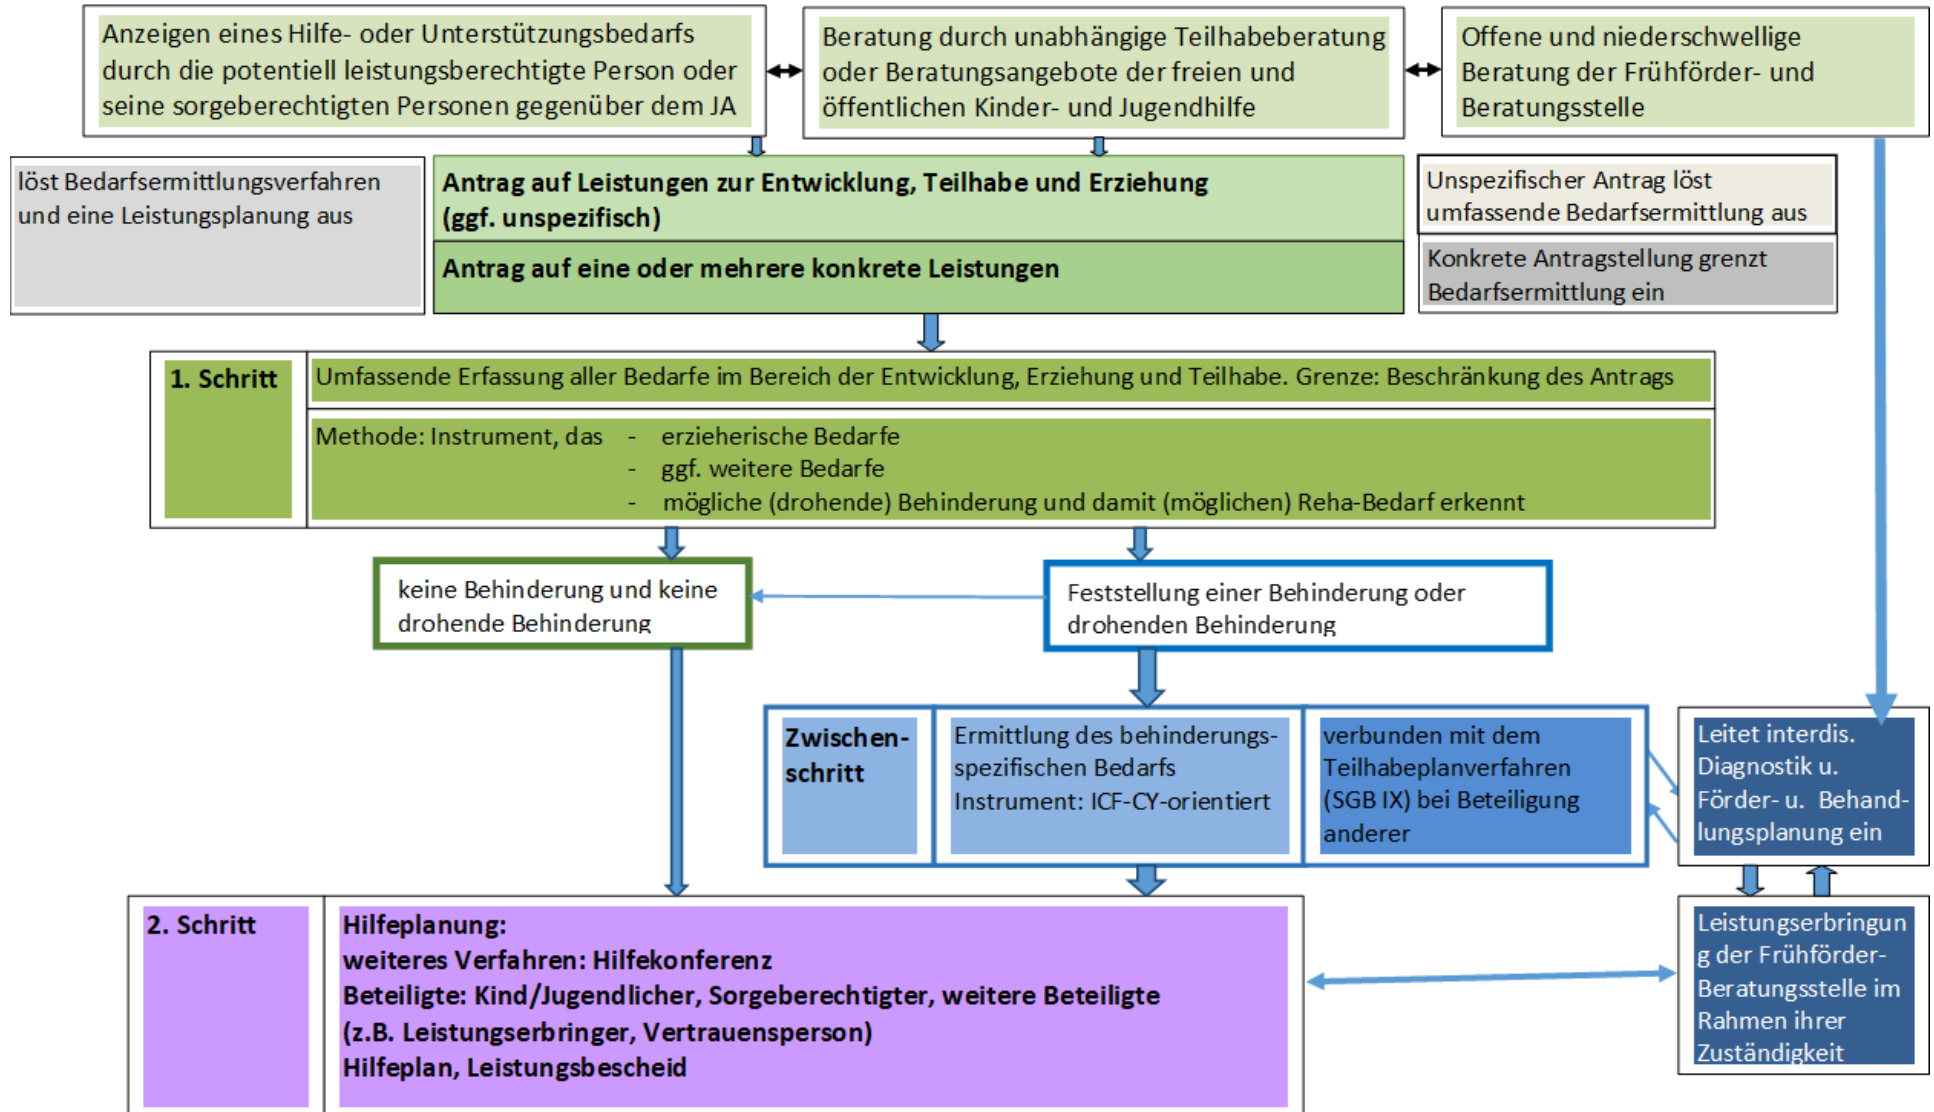 Anzeigen eines Hilfe- oder Unterstützungsbedarfs
durch die potentiell leistungsberechtigte Person oder
seine sorgeberechtigten Personen gegenüber dem JA
Beratung durch unabhängige Teilhabeberatung
oder Beratungsangebote der freien und
öffentlichen Kinder- und Jugendhilfe
Offene und niederschwellige
Beratung der Frühförder- und
Beratungsstelle
löst Bedarfsermittlungsverfahren
und eine Leistungsplanung aus
Antrag auf Leistungen zur Entwicklung, Teilhabe und Erziehung
(ggf. unspezifisch)
Antrag auf eine oder mehrere konkrete Leistungen
Unspezifischer Antrag löst
umfassende Bedarfsermittlung aus
Konkrete Antragstellung grenzt
Bedarfsermittlung ein
1. Schritt
Umfassende Erfassung aller Bedarfe im Bereich der Entwicklung, Erziehung und Teilhabe. Grenze: Beschränkung des Antrags
Methode: Instrument, das - erzieherische Bedarfe
- ggf. weitere Bedarfe
- mögliche (drohende) Behinderung und damit (möglichen) Reha-Bedarf erkennt
keine Behinderung und keine
drohende Behinderung
Feststellung einer Behinderung oder
drohenden Behinderung
Zwischen-
schritt
Ermittlung des behinderungs-
spezifischen Bedarfs
Instrument: ICF-CY-orientiert
verbunden mit dem
Teilhabeplanverfahren
(SGB IX) bei Beteiligung
anderer
Leitet interdis.
Diagnostik u.
Förder- u. Behand-
lungsplanung ein
2. Schritt
Hilfeplanung:
weiteres Verfahren: Hilfekonferenz
Beteiligte: Kind/Jugendlicher, Sorgeberechtigter, weitere Beteiligte
(z.B. Leistungserbringer, Vertrauensperson)
Hilfeplan, Leistungsbescheid
Leistungserbringun
g der Frühförder-
Beratungsstelle im
Rahmen ihrer
Zuständigkeit